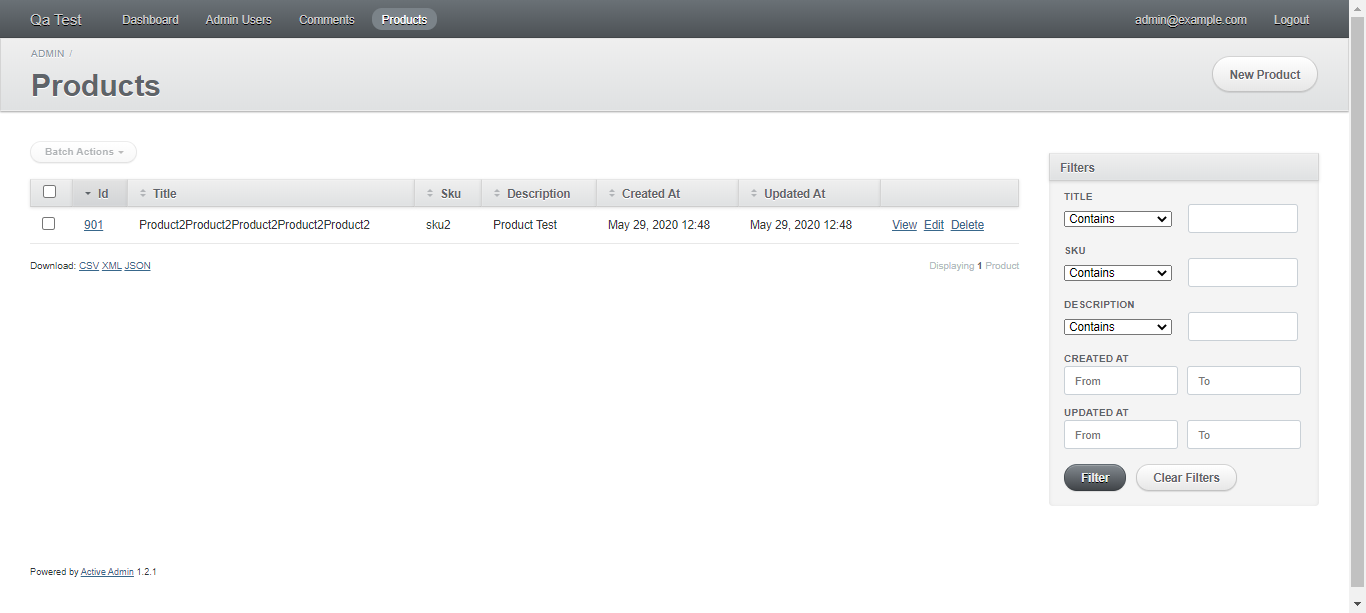 Qa Test Dashboard Admin Users Comments Products admin@example.com Logout
ADMIN /
Products
New Product
Batch Actions
Id Title Sku Description Created At Updated At
901 Product2Product2Product2Product2Product2 sku2 Product Test May 29, 2020 12:48 May 29, 2020 12:48 View Edit Delete
Download: CSV XML JSON
Displaying 1 Product
Filters
TITLE
Contains
SKU
Contains
DESCRIPTION
Contains
CREATED AT
From To
UPDATED AT
From To
Filter Clear Filters
Powered by Active Admin 1.2.1